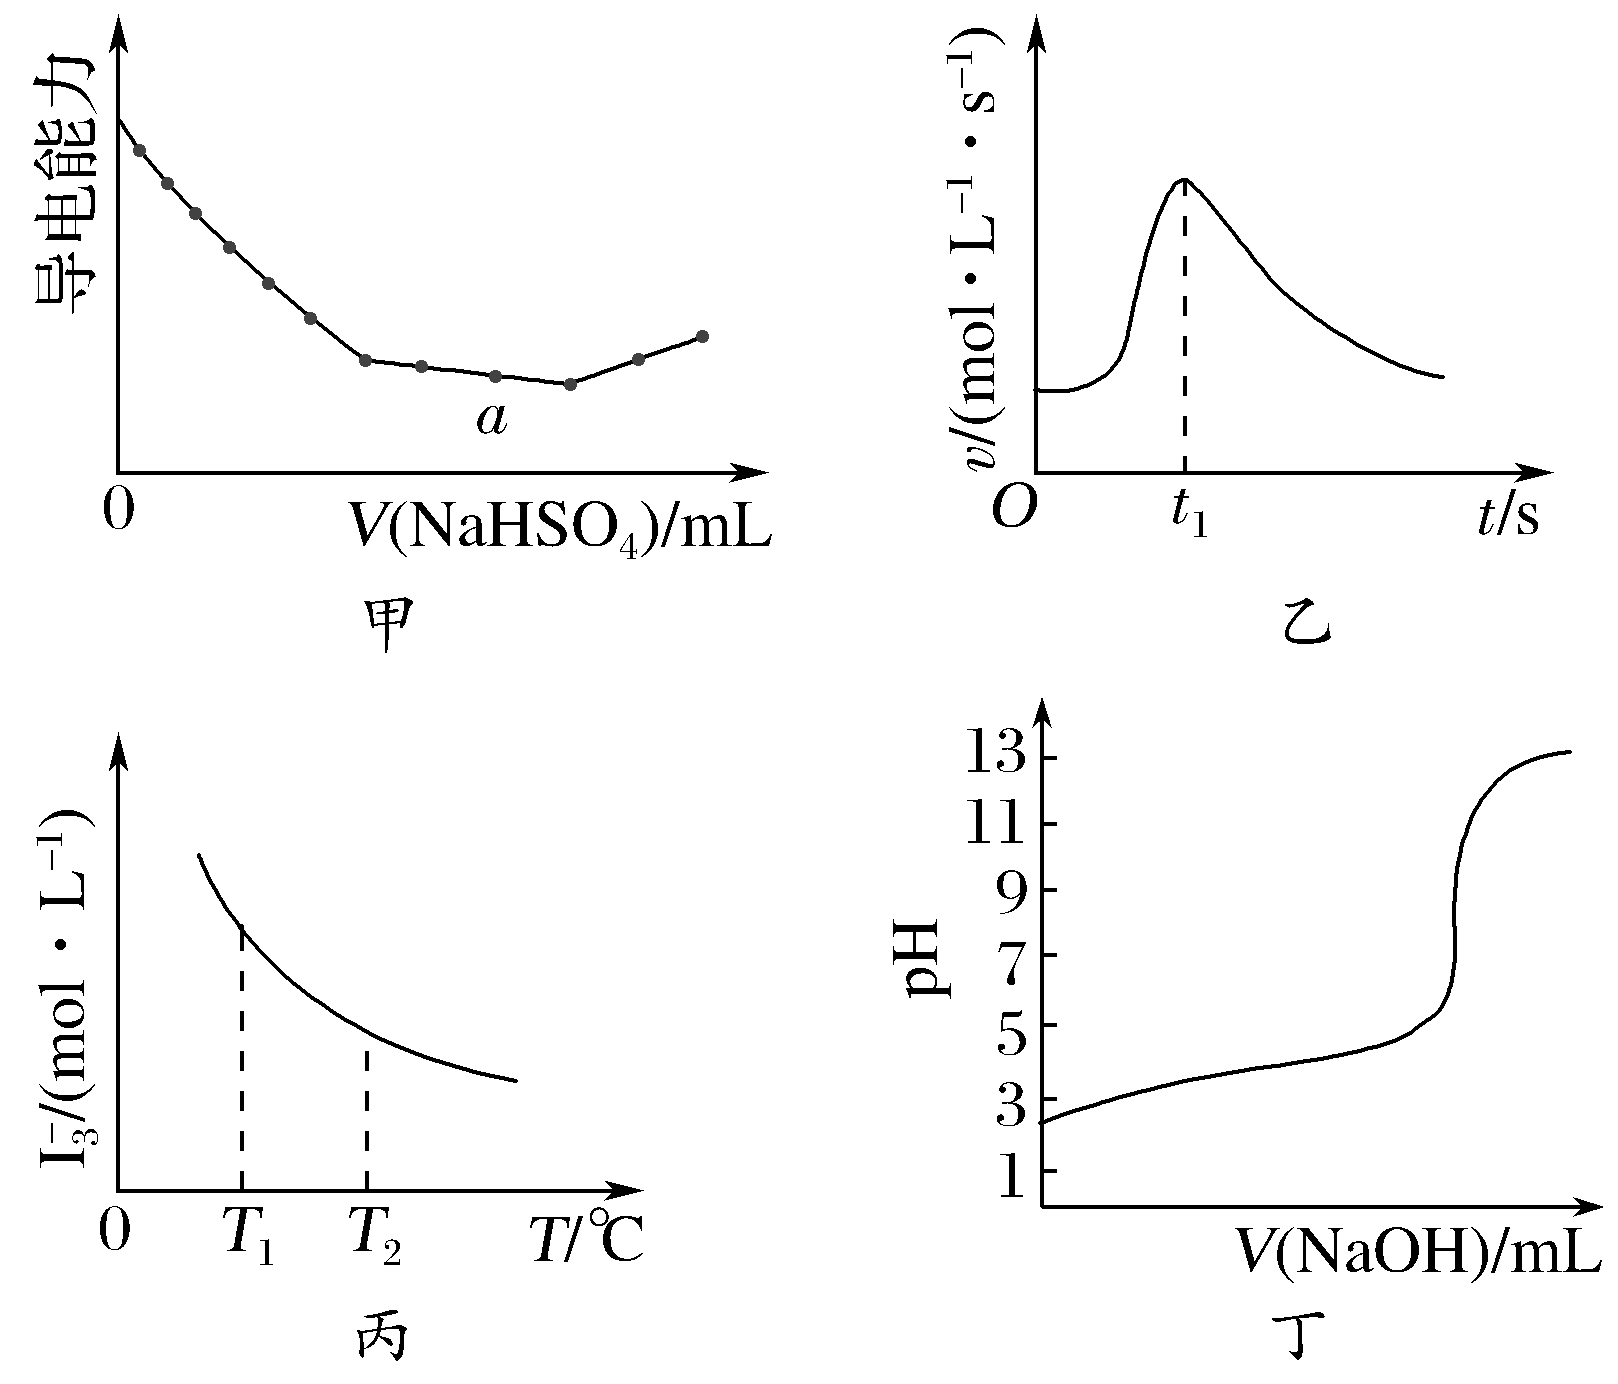 导电能力
a
0
V(NaHSO₄)/mL
甲
v/(mol·L⁻¹·s⁻¹)
O
t₁
t/s
乙
I₃⁻/(mol·L⁻¹)
0
T₁
T₂
T/℃
丙
pH
13
11
9
7
5
3
1
V(NaOH)/mL
丁